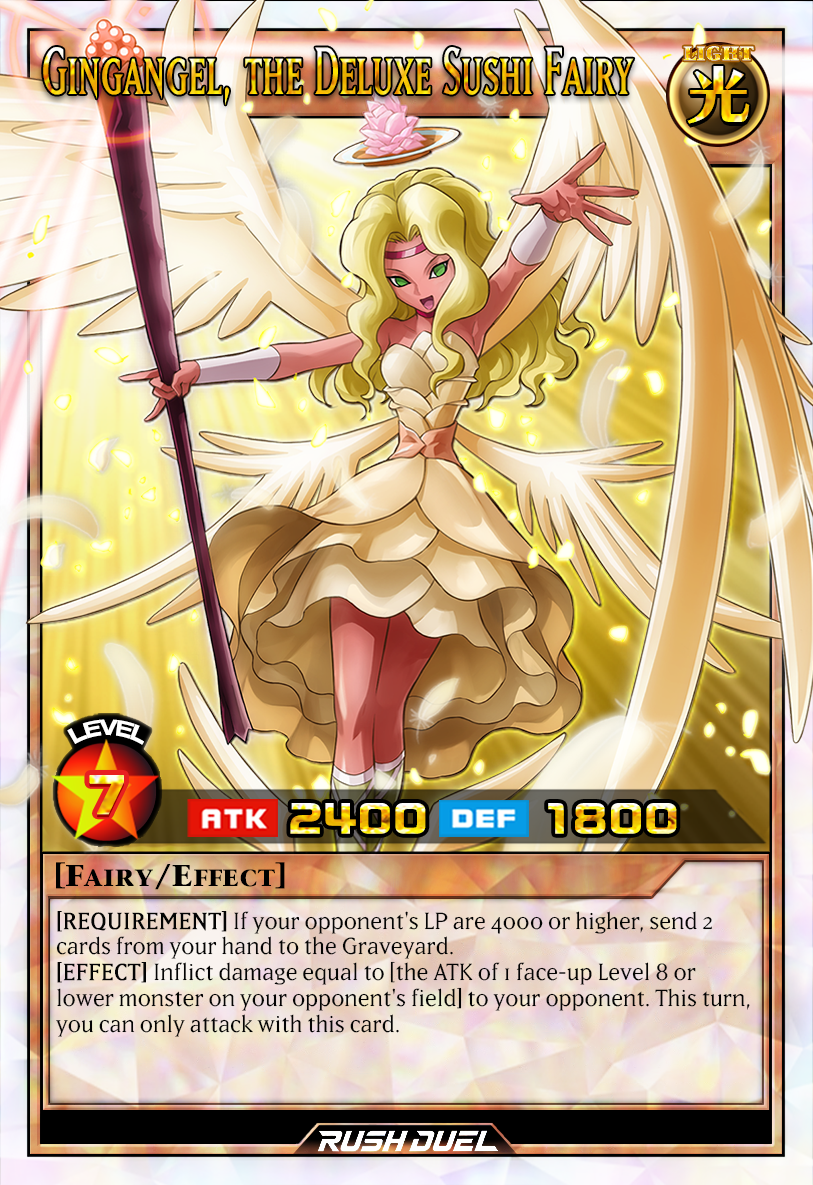 Gingangel, the Deluxe Sushi Fairy
LIGHT
光
LEVEL
7
ATK 2400 DEF 1800
[Fairy/Effect]
[REQUIREMENT] If your opponent's LP are 4000 or higher, send 2
cards from your hand to the Graveyard.
[EFFECT] Inflict damage equal to [the ATK of 1 face-up Level 8 or
lower monster on your opponent's field] to your opponent. This turn,
you can only attack with this card.
RUSH DUEL